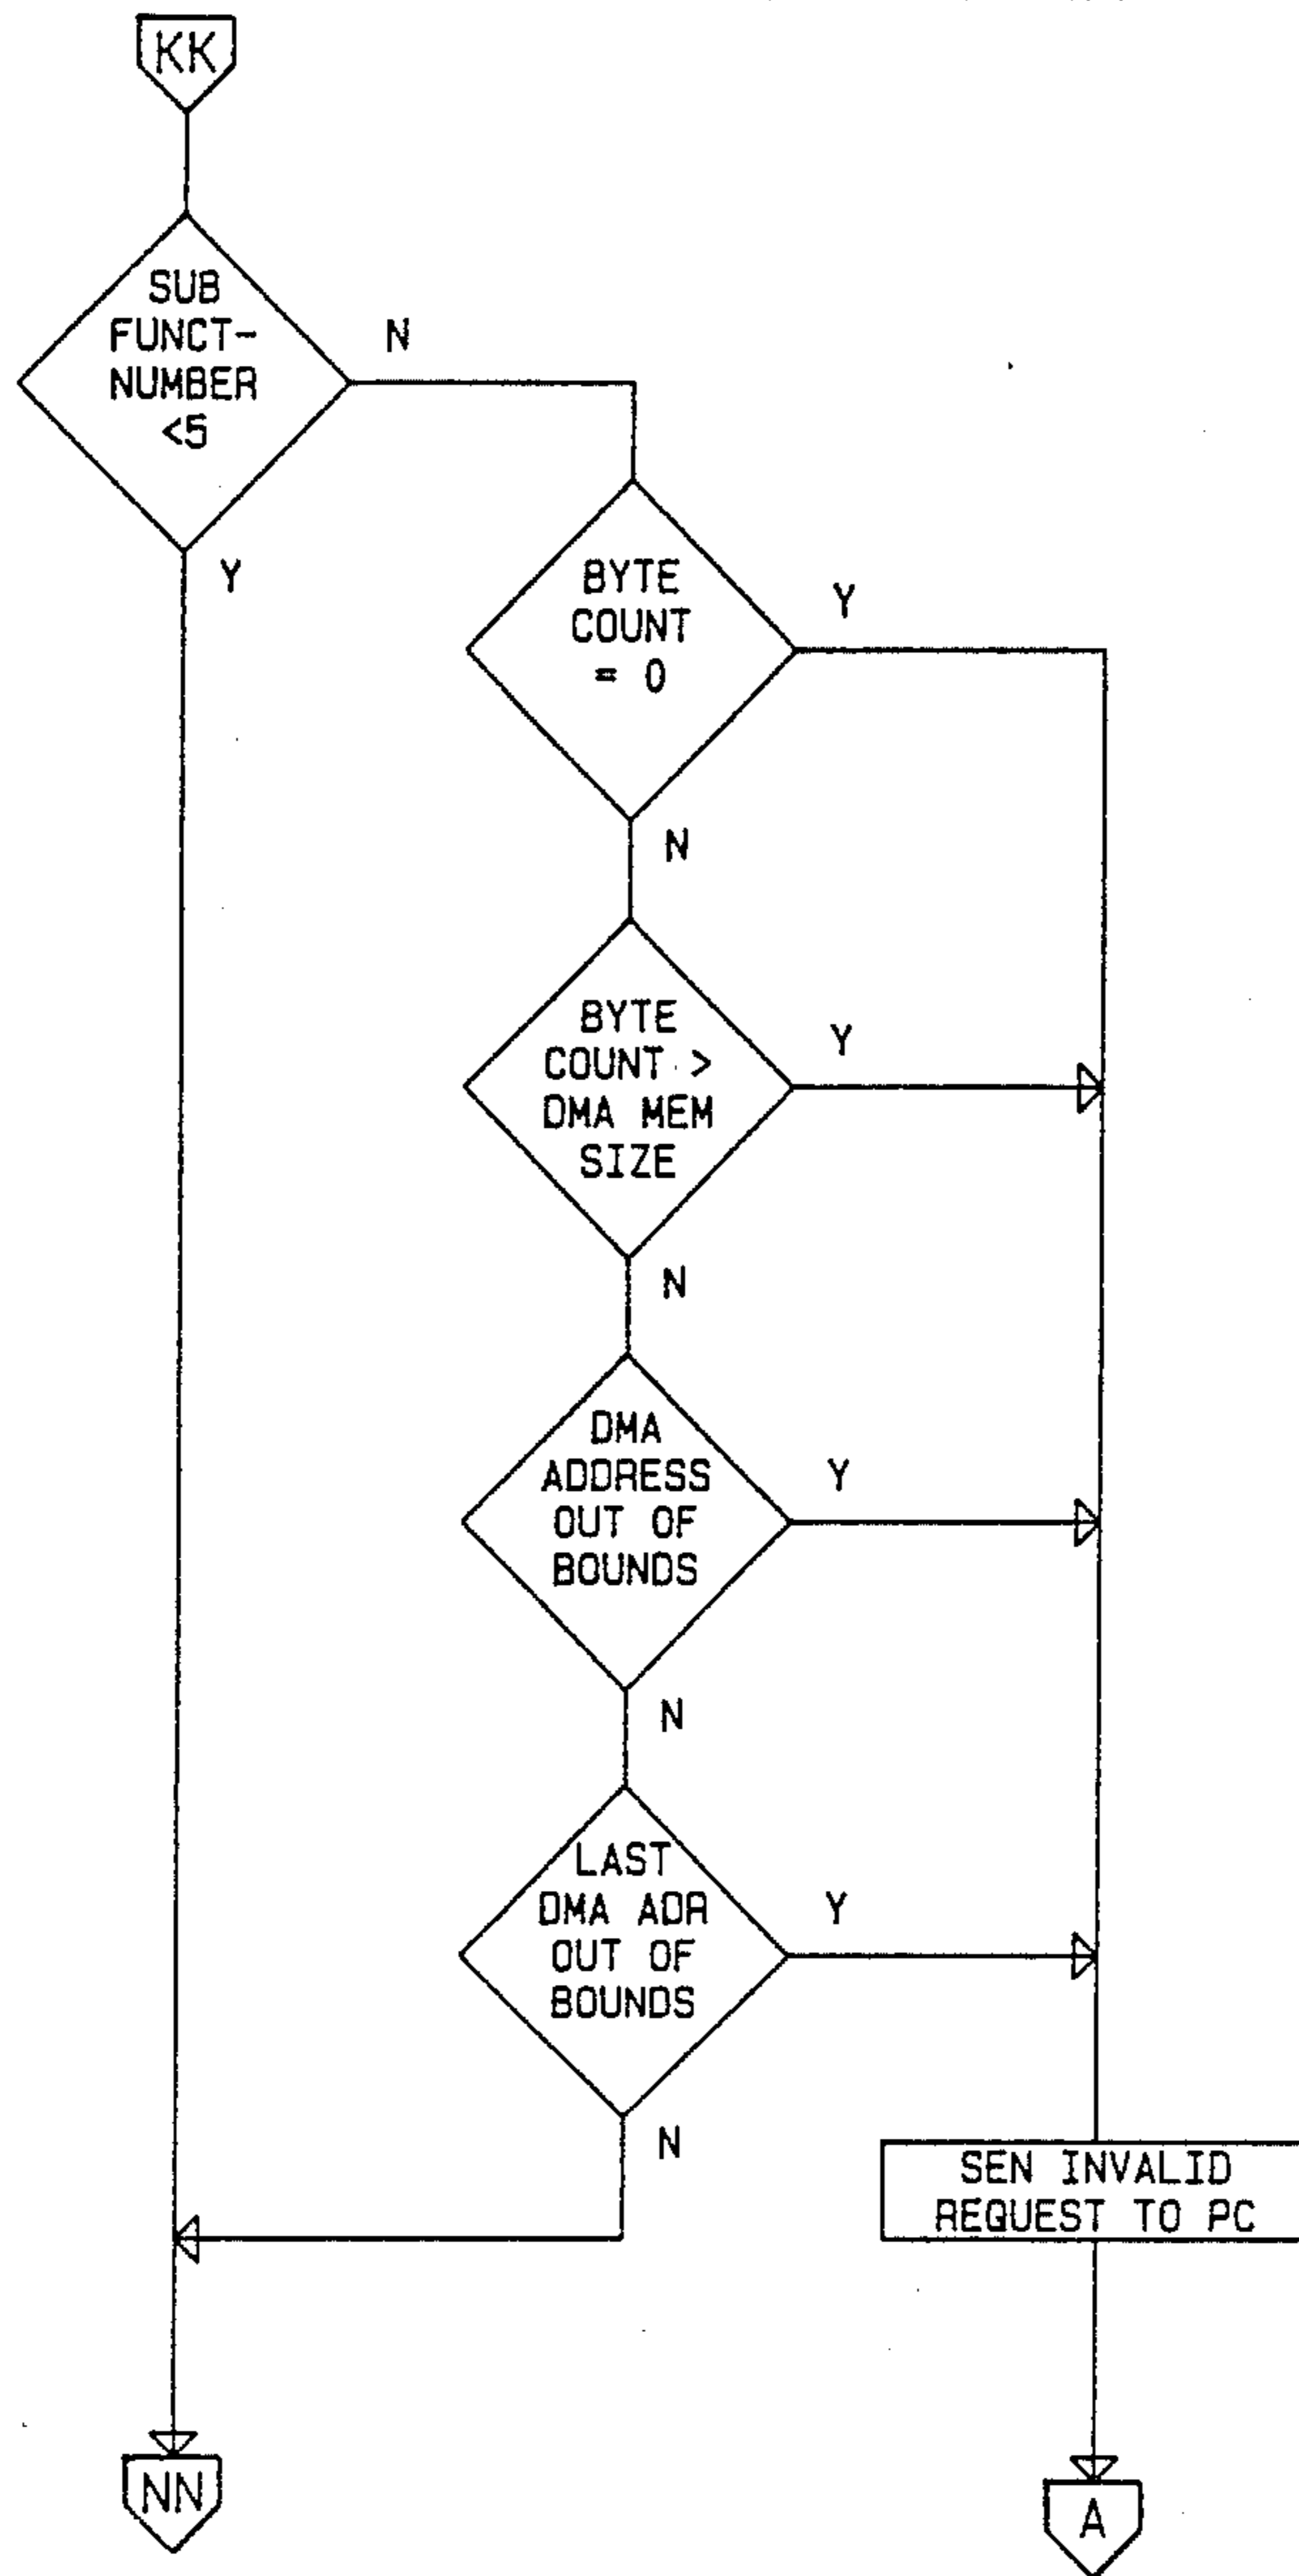 KK
SUB
FUNCT-
NUMBER
<5
N
Y
BYTE
COUNT
= 0
Y
N
BYTE
COUNT >
DMA MEM
SIZE
Y
N
DMA
ADDRESS
OUT OF
BOUNDS
Y
N
LAST
DMA ADR
OUT OF
BOUNDS
Y
N
SEN INVALID
REQUEST TO PC
NN
A